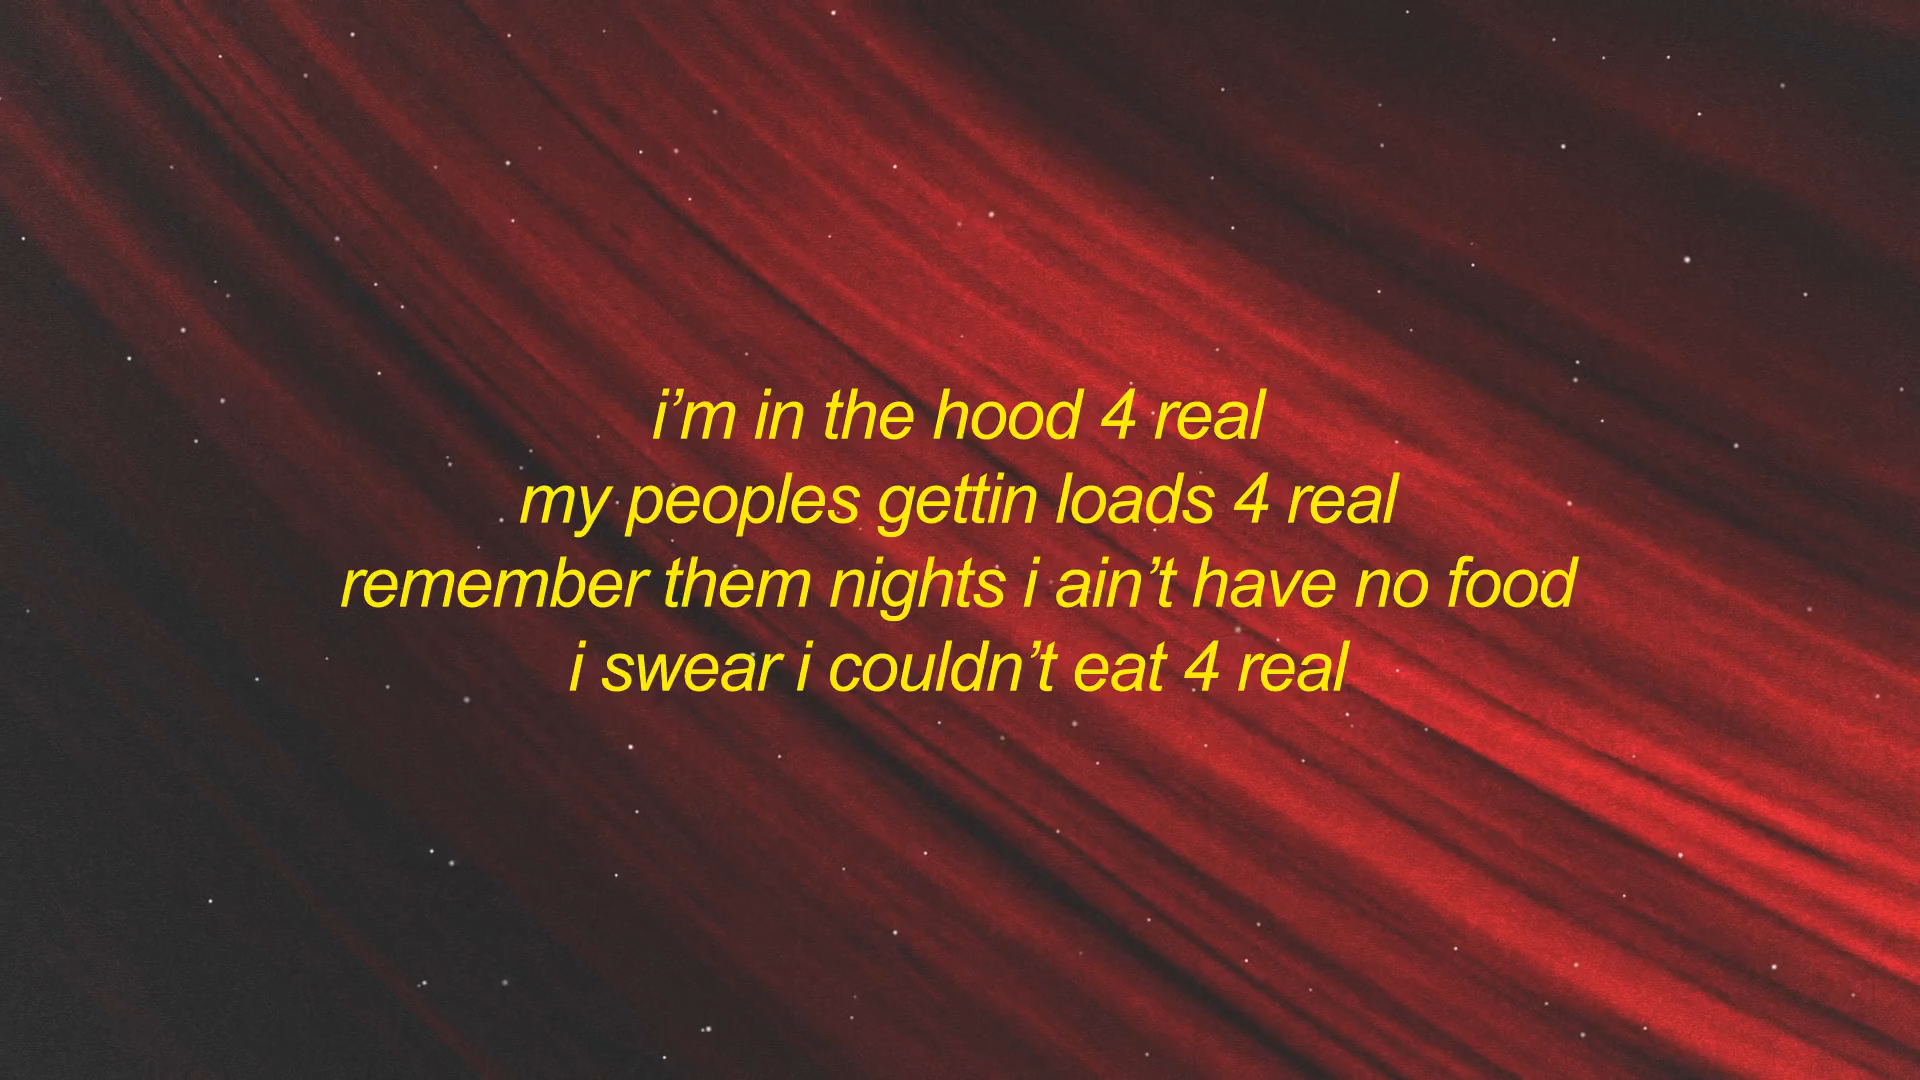 i’m in the hood 4 real
my peoples gettin loads 4 real
remember them nights i ain’t have no food
i swear i couldn’t eat 4 real